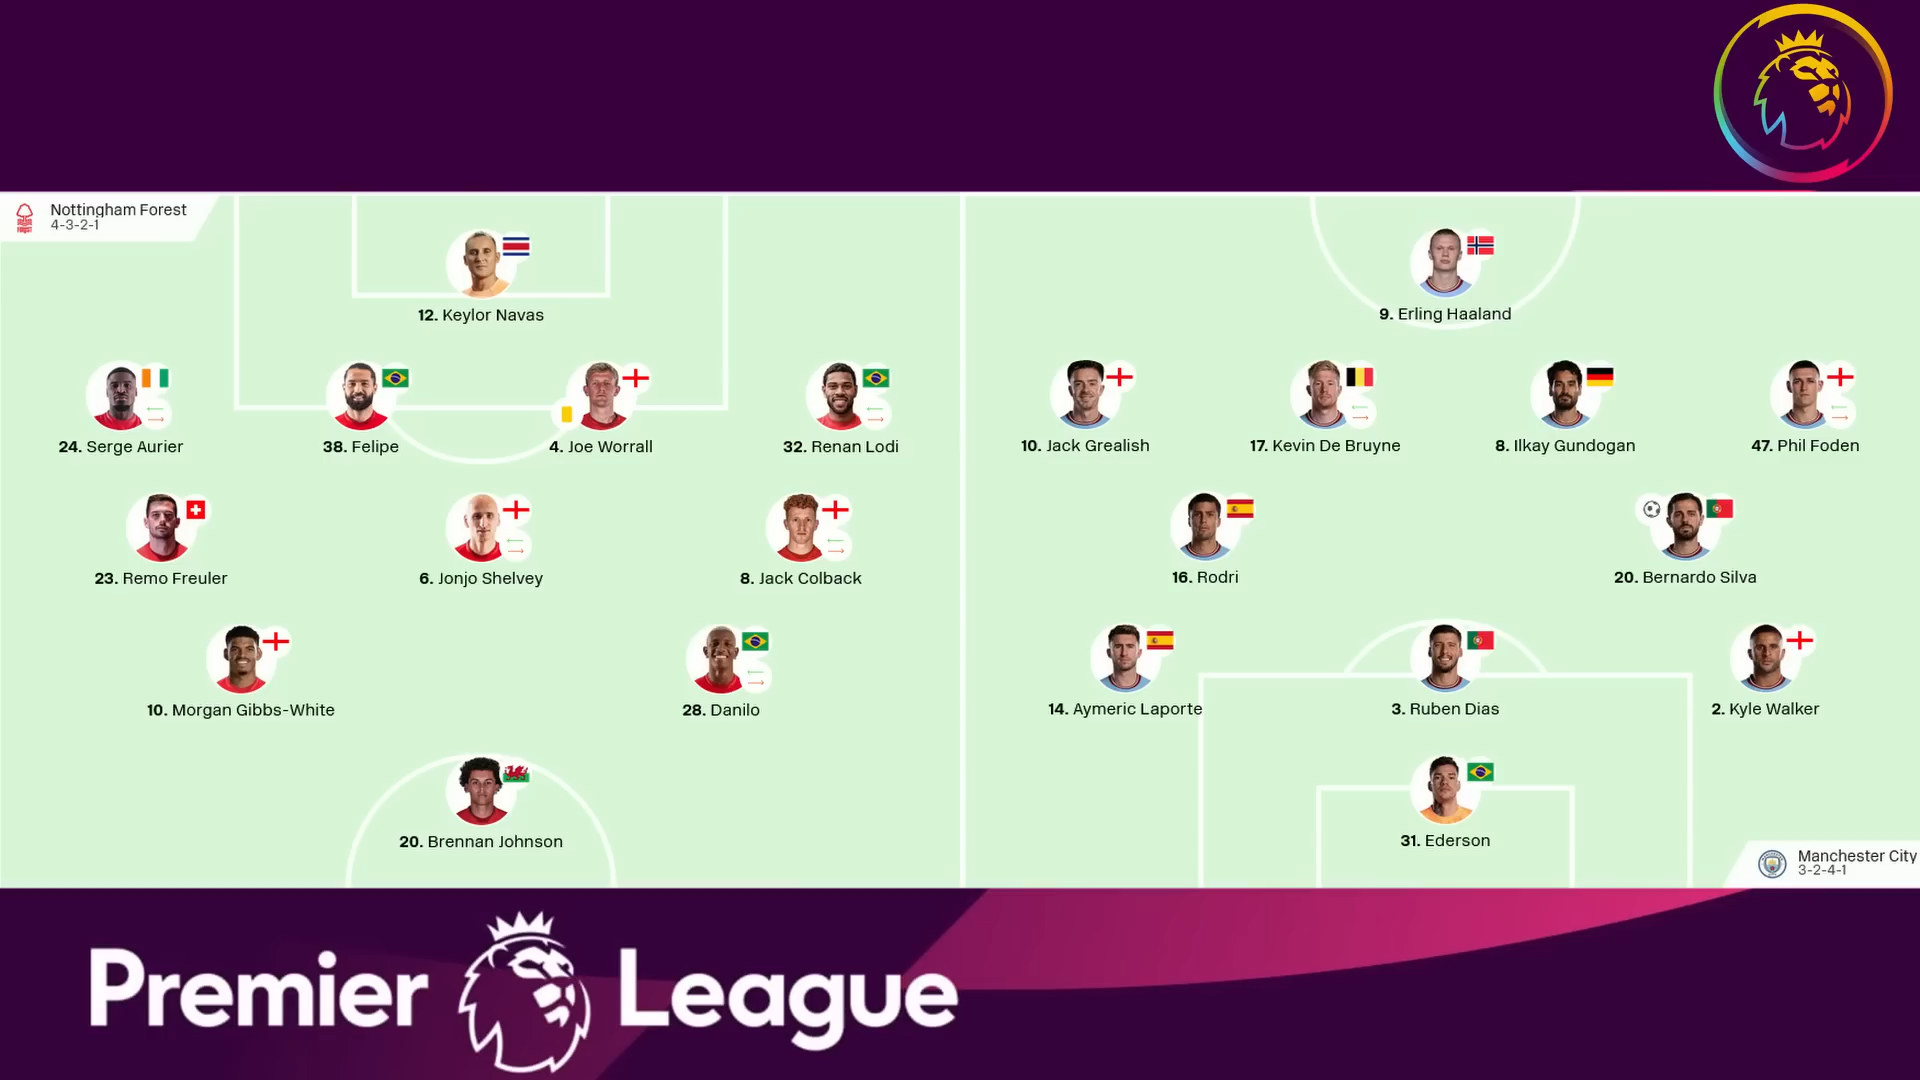 Nottingham Forest
4-3-2-1
12. Keylor Navas
24. Serge Aurier
38. Felipe
4. Joe Worrall
32. Renan Lodi
23. Remo Freuler
6. Jonjo Shelvey
8. Jack Colback
10. Morgan Gibbs-White
28. Danilo
20. Brennan Johnson
9. Erling Haaland
10. Jack Grealish
17. Kevin De Bruyne
8. Ilkay Gundogan
47. Phil Foden
16. Rodri
20. Bernardo Silva
14. Aymeric Laporte
3. Ruben Dias
2. Kyle Walker
31. Ederson
Manchester City
3-2-4-1
Premier League